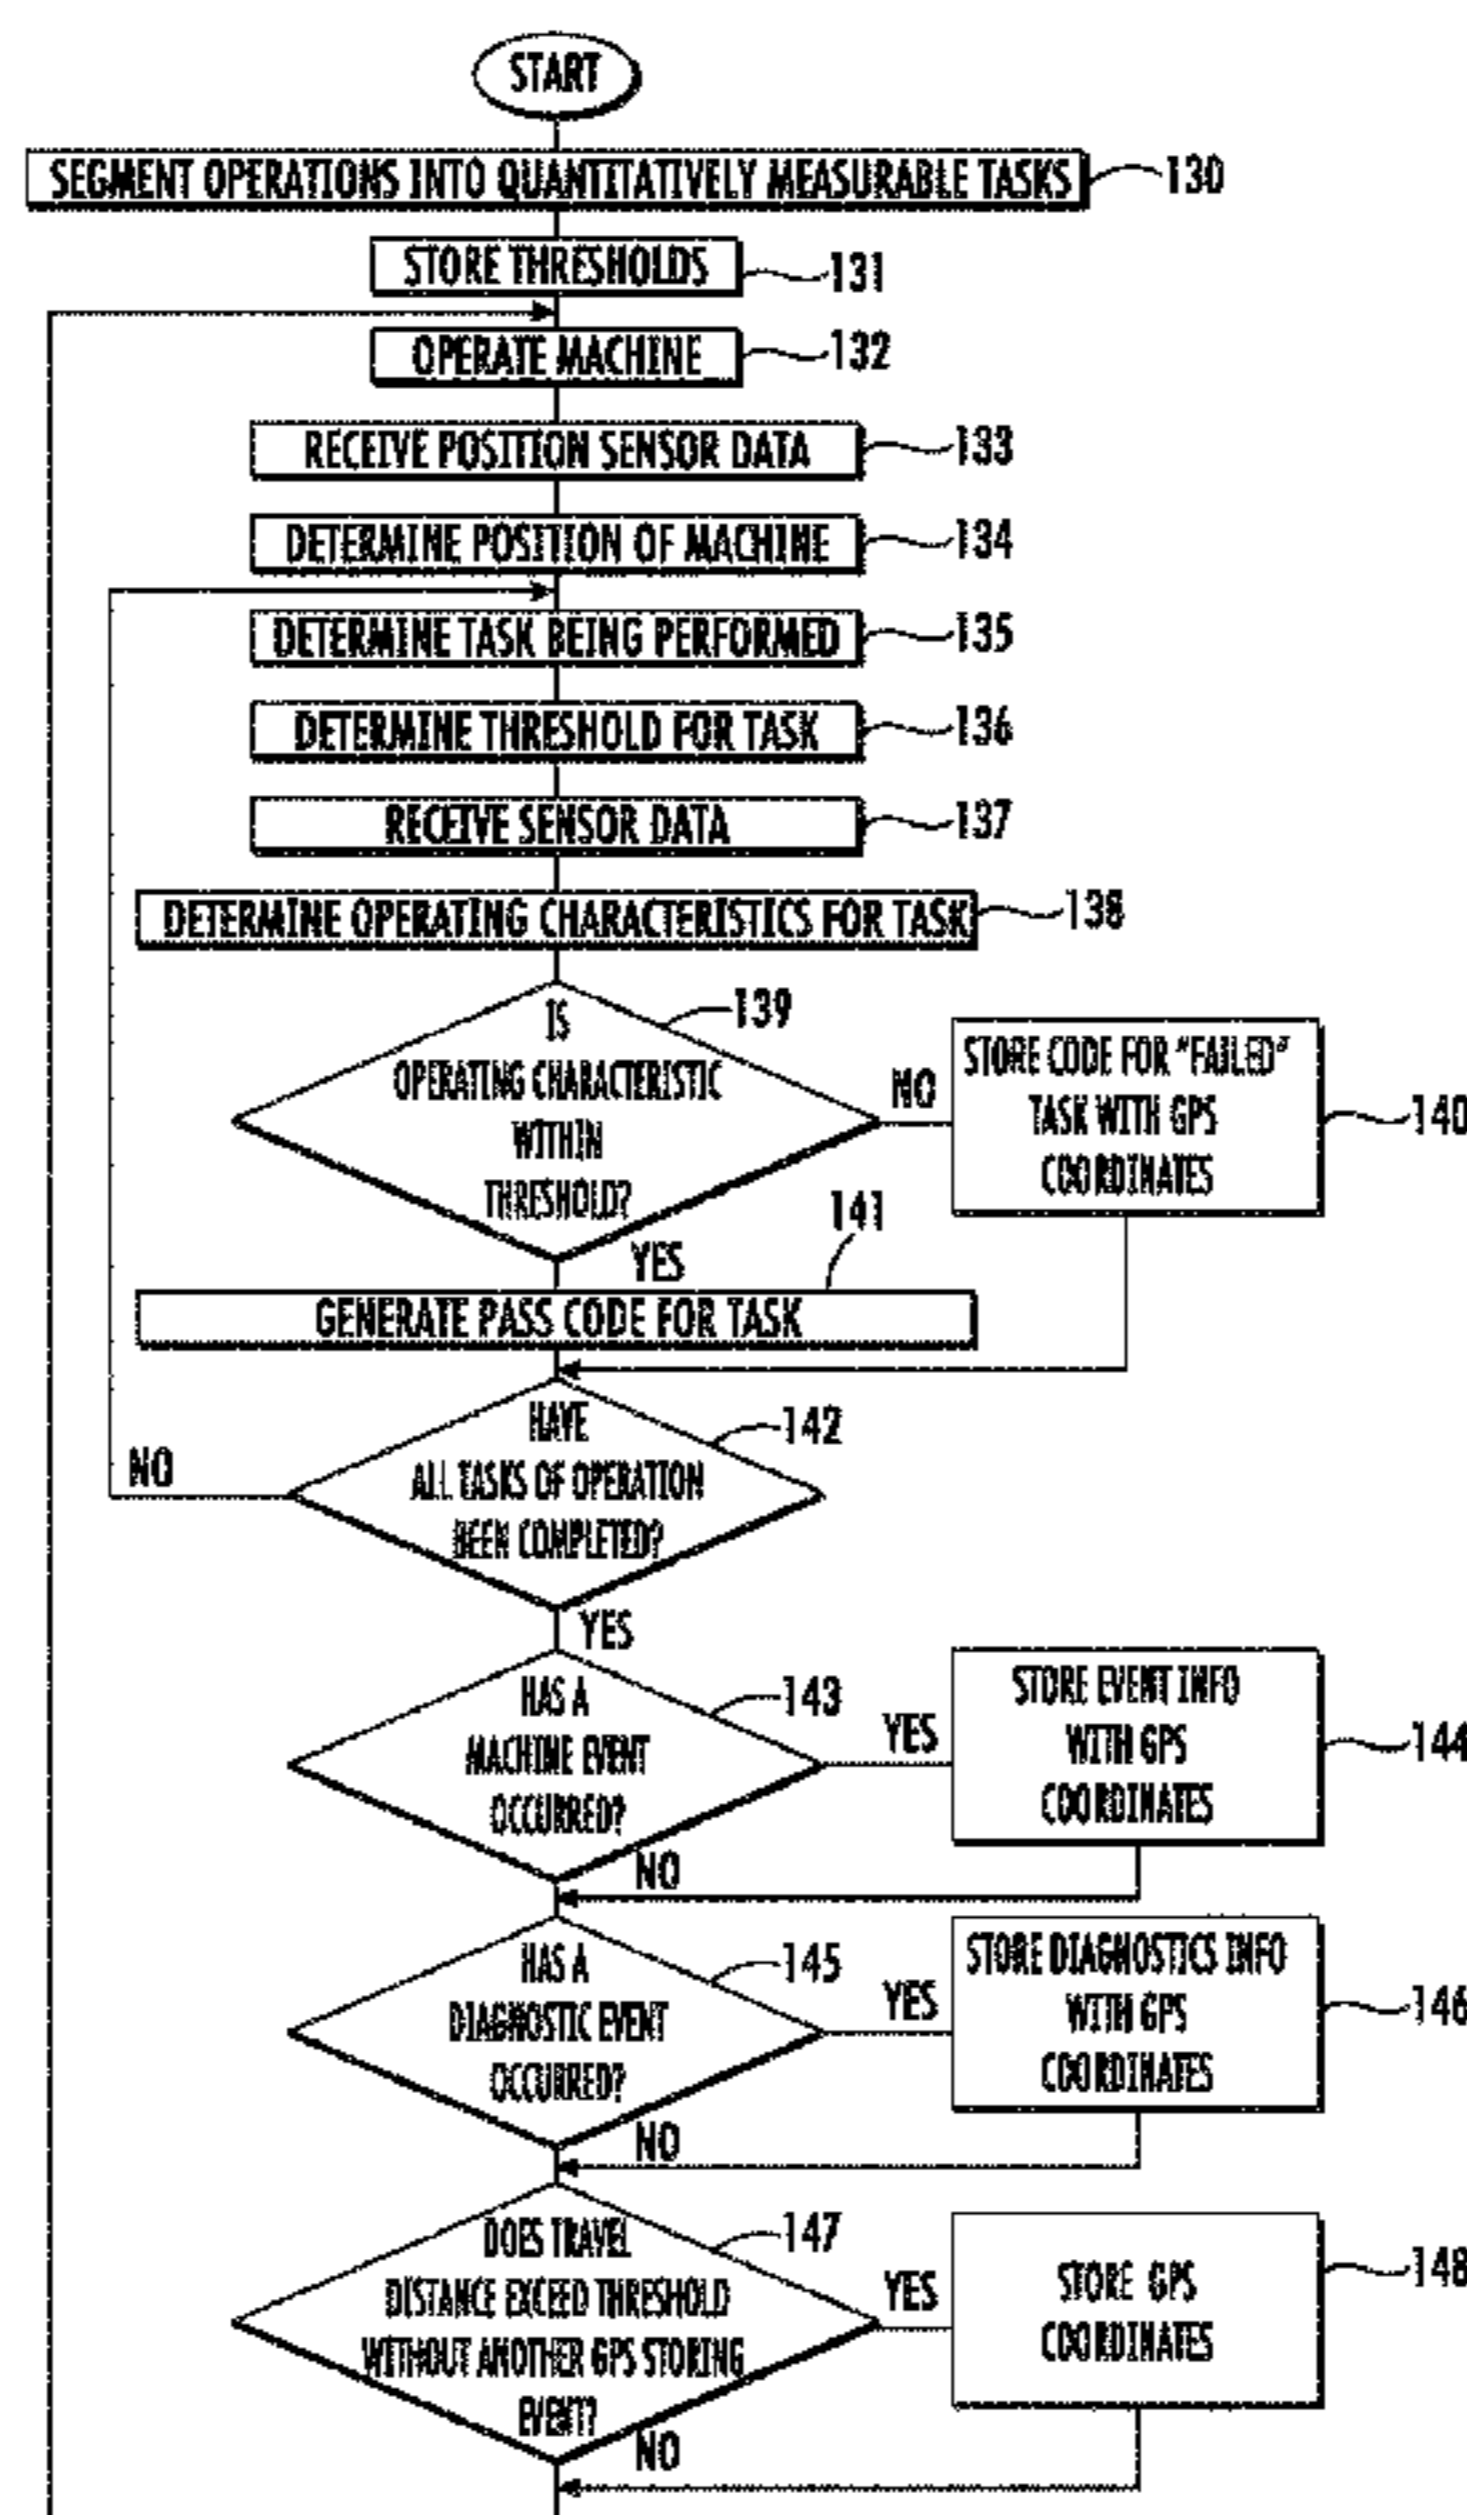 START
SEGMENT OPERATIONS INTO QUANTITATIVELY MEASURABLE TASKS
130
STORE THRESHOLDS
131
OPERATE MACHINE
132
RECEIVE POSITION SENSOR DATA
133
DETERMINE POSITION OF MACHINE
134
DETERMINE TASK BEING PERFORMED
135
DETERMINE THRESHOLD FOR TASK
136
RECEIVE SENSOR DATA
137
DETERMINE OPERATING CHARACTERISTICS FOR TASK
138
IS
OPERATING CHARACTERISTIC
WITHIN
THRESHOLD?
139
NO
STORE CODE FOR "FAILED"
TASK WITH GPS
COORDINATES
140
YES
141
GENERATE PASS CODE FOR TASK
HAVE
ALL TASKS OF OPERATION
BEEN COMPLETED?
142
NO
YES
HAS A
MACHINE EVENT
OCCURRED?
143
YES
STORE EVENT INFO
WITH GPS
COORDINATES
144
NO
HAS A
DIAGNOSTIC EVENT
OCCURRED?
145
YES
STORE DIAGNOSTICS INFO
WITH GPS
COORDINATES
146
NO
DOES TRAVEL
DISTANCE EXCEED THRESHOLD
WITHOUT ANOTHER GPS STORING
EVENT?
147
YES
STORE GPS
COORDINATES
148
NO